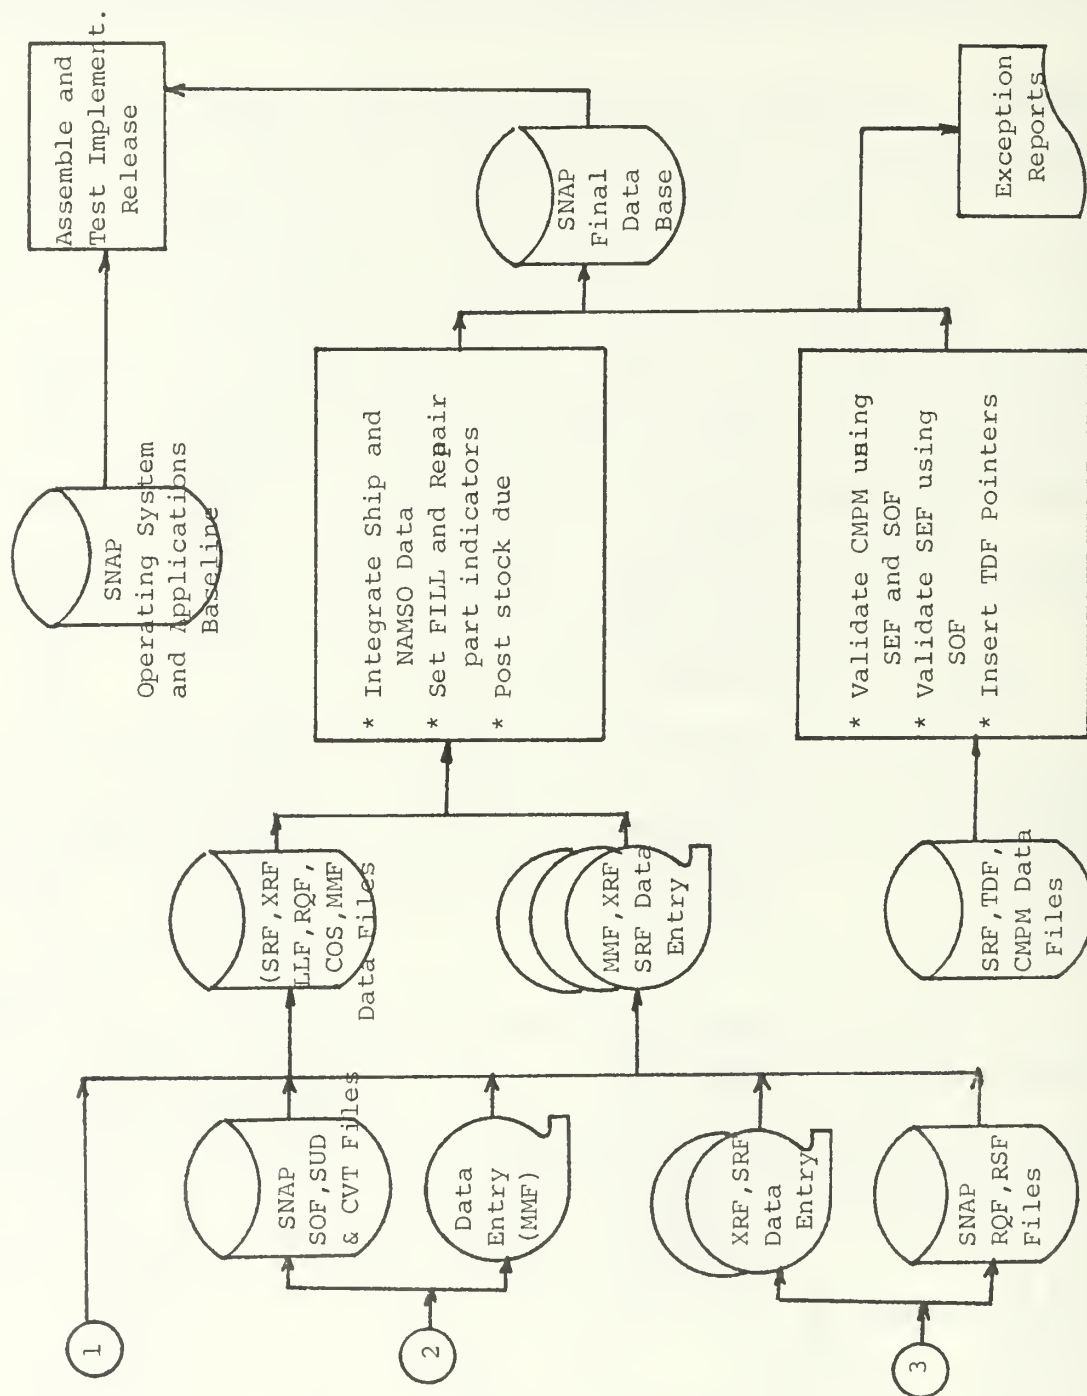 Assemble and
Test Implement.
Release
SNAP
Operating System
and Applications
Baseline
SNAP
Final
Data
Base
Exception
Reports
* Integrate Ship and
NAMSO Data
* Set FILL and Repair
part indicators
* Post stock due
* Validate CMPM using
SEF and SOF
* Validate SEF using
SOF
* Insert TDF Pointers
(SRF,XRF
LLF,RQF,
COS,MMF
Data Files
MMF,XRF
SRF Data
Entry
SRF,TDF,
CMPM Data
Files
SNAP
SOF,SUD
& CVT Files
Data
Entry
(MMF)
XRF,SRF
Data
Entry
SNAP
RQF,RSF
Files
1
2
3